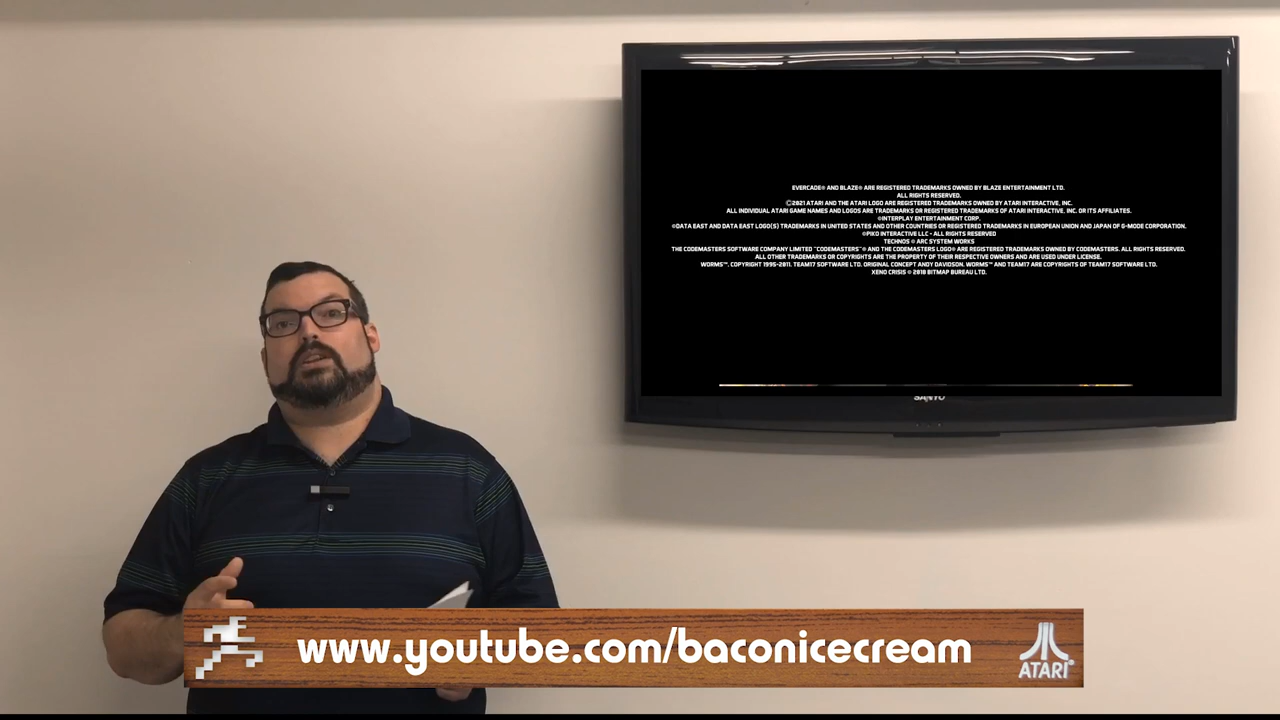 EVERCADE® AND BLAZE® ARE REGISTERED TRADEMARKS OWNED BY BLAZE ENTERTAINMENT LTD.
ALL RIGHTS RESERVED.
©2021 ATARI AND THE ATARI LOGO ARE REGISTERED TRADEMARKS OWNED BY ATARI INTERACTIVE, INC.
ALL INDIVIDUAL ATARI GAME NAMES AND LOGOS ARE TRADEMARKS OR REGISTERED TRADEMARKS OF ATARI INTERACTIVE, INC. OR ITS AFFILIATES.
©INTERPLAY ENTERTAINMENT CORP.
©DATA EAST AND DATA EAST LOGO(S) TRADEMARKS IN UNITED STATES AND OTHER COUNTRIES OR REGISTERED TRADEMARKS IN EUROPEAN UNION AND JAPAN OF G-MODE CORPORATION.
©PIKO INTERACTIVE LLC - ALL RIGHTS RESERVED
TECHNOS © ARC SYSTEM WORKS
THE CODEMASTERS SOFTWARE COMPANY LIMITED "CODEMASTERS"® AND THE CODEMASTERS LOGO® ARE REGISTERED TRADEMARKS OWNED BY CODEMASTERS. ALL RIGHTS RESERVED.
ALL OTHER TRADEMARKS OR COPYRIGHTS ARE THE PROPERTY OF THEIR RESPECTIVE OWNERS AND ARE USED UNDER LICENSE.
WORMS™. COPYRIGHT 1995-2011. TEAM17 SOFTWARE LTD. ORIGINAL CONCEPT ANDY DAVIDSON. WORMS™ AND TEAM17 ARE COPYRIGHTS OF TEAM17 SOFTWARE LTD.
XENO CRISIS © 2018 BITMAP BUREAU LTD.
SANYO
www.youtube.com/baconicecream
ATARI®